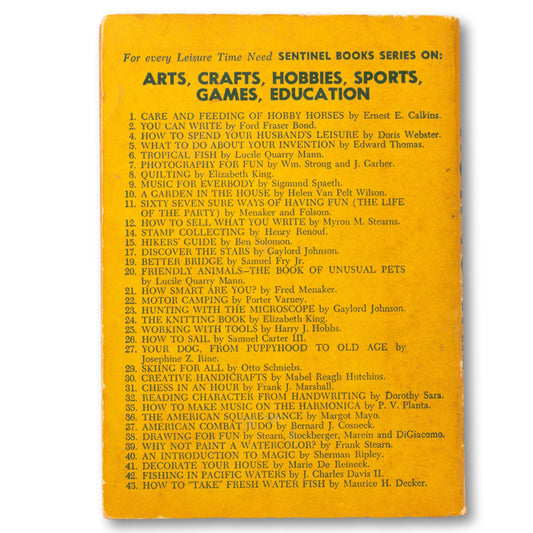 For every Leisure Time Need SENTINEL BOOKS SERIES ON:
ARTS, CRAFTS, HOBBIES, SPORTS,
GAMES, EDUCATION
1. CARE AND FEEDING OF HOBBY HORSES by Ernest E. Calkins.
2. YOU CAN WRITE by Ford Fraser Bond.
4. HOW TO SPEND YOUR HUSBAND'S LEISURE by Doris Webster.
5. WHAT TO DO ABOUT YOUR INVENTION by Edward Thomas.
6. TROPICAL FISH by Lucile Quarry Mann.
7. PHOTOGRAPHY FOR FUN by Wm. Strong and J. Garber.
8. QUILTING by Elizabeth King.
9. MUSIC FOR EVERBODY by Sigmund Spaeth.
10. A GARDEN IN THE HOUSE by Helen Van Pelt Wilson.
11. SIXTY SEVEN SURE WAYS OF HAVING FUN (THE LIFE
OF THE PARTY) by Menaker and Folsom.
12. HOW TO SELL WHAT YOU WRITE by Myron M. Stearns.
14. STAMP COLLECTING by Henry Renouf.
15. HIKERS' GUIDE by Ben Solomon.
17. DISCOVER THE STARS by Gaylord Johnson.
19. BETTER BRIDGE by Samuel Fry Jr.
20. FRIENDLY ANIMALS—THE BOOK OF UNUSUAL PETS
by Lucile Quarry Mann.
21. HOW SMART ARE YOU? by Fred Menaker.
22. MOTOR CAMPING by Porter Varney.
23. HUNTING WITH THE MICROSCOPE by Gaylord Johnson.
24. THE KNITTING BOOK by Elizabeth King.
25. WORKING WITH TOOLS by Harry J. Hobbs.
26. HOW TO SAIL by Samuel Carter III.
27. YOUR DOG, FROM PUPPYHOOD TO OLD AGE by
Josephine Z. Rine.
29. SKIING FOR ALL by Otto Schniebs.
30. CREATIVE HANDICRAFTS by Mabel Reagh Hutchins.
31. CHESS IN AN HOUR by Frank J. Marshall.
32. READING CHARACTER FROM HANDWRITING by Dorothy Sara.
35. HOW TO MAKE MUSIC ON THE HARMONICA by P. V. Planta.
36. THE AMERICAN SQUARE DANCE by Margot Mayo.
37. AMERICAN COMBAT JUDO by Bernard J. Cosneck.
38. DRAWING FOR FUN by Stearn, Stockberger, Marein and DiGiacomo.
39. WHY NOT PAINT A WATERCOLOR? by Frank Stearn.
40. AN INTRODUCTION TO MAGIC by Sherman Ripley.
41. DECORATE YOUR HOUSE by Marie De Reineck.
42. FISHING IN PACIFIC WATERS by J. Charles Davis II.
43. HOW TO "TAKE" FRESH WATER FISH by Maurice H. Decker.